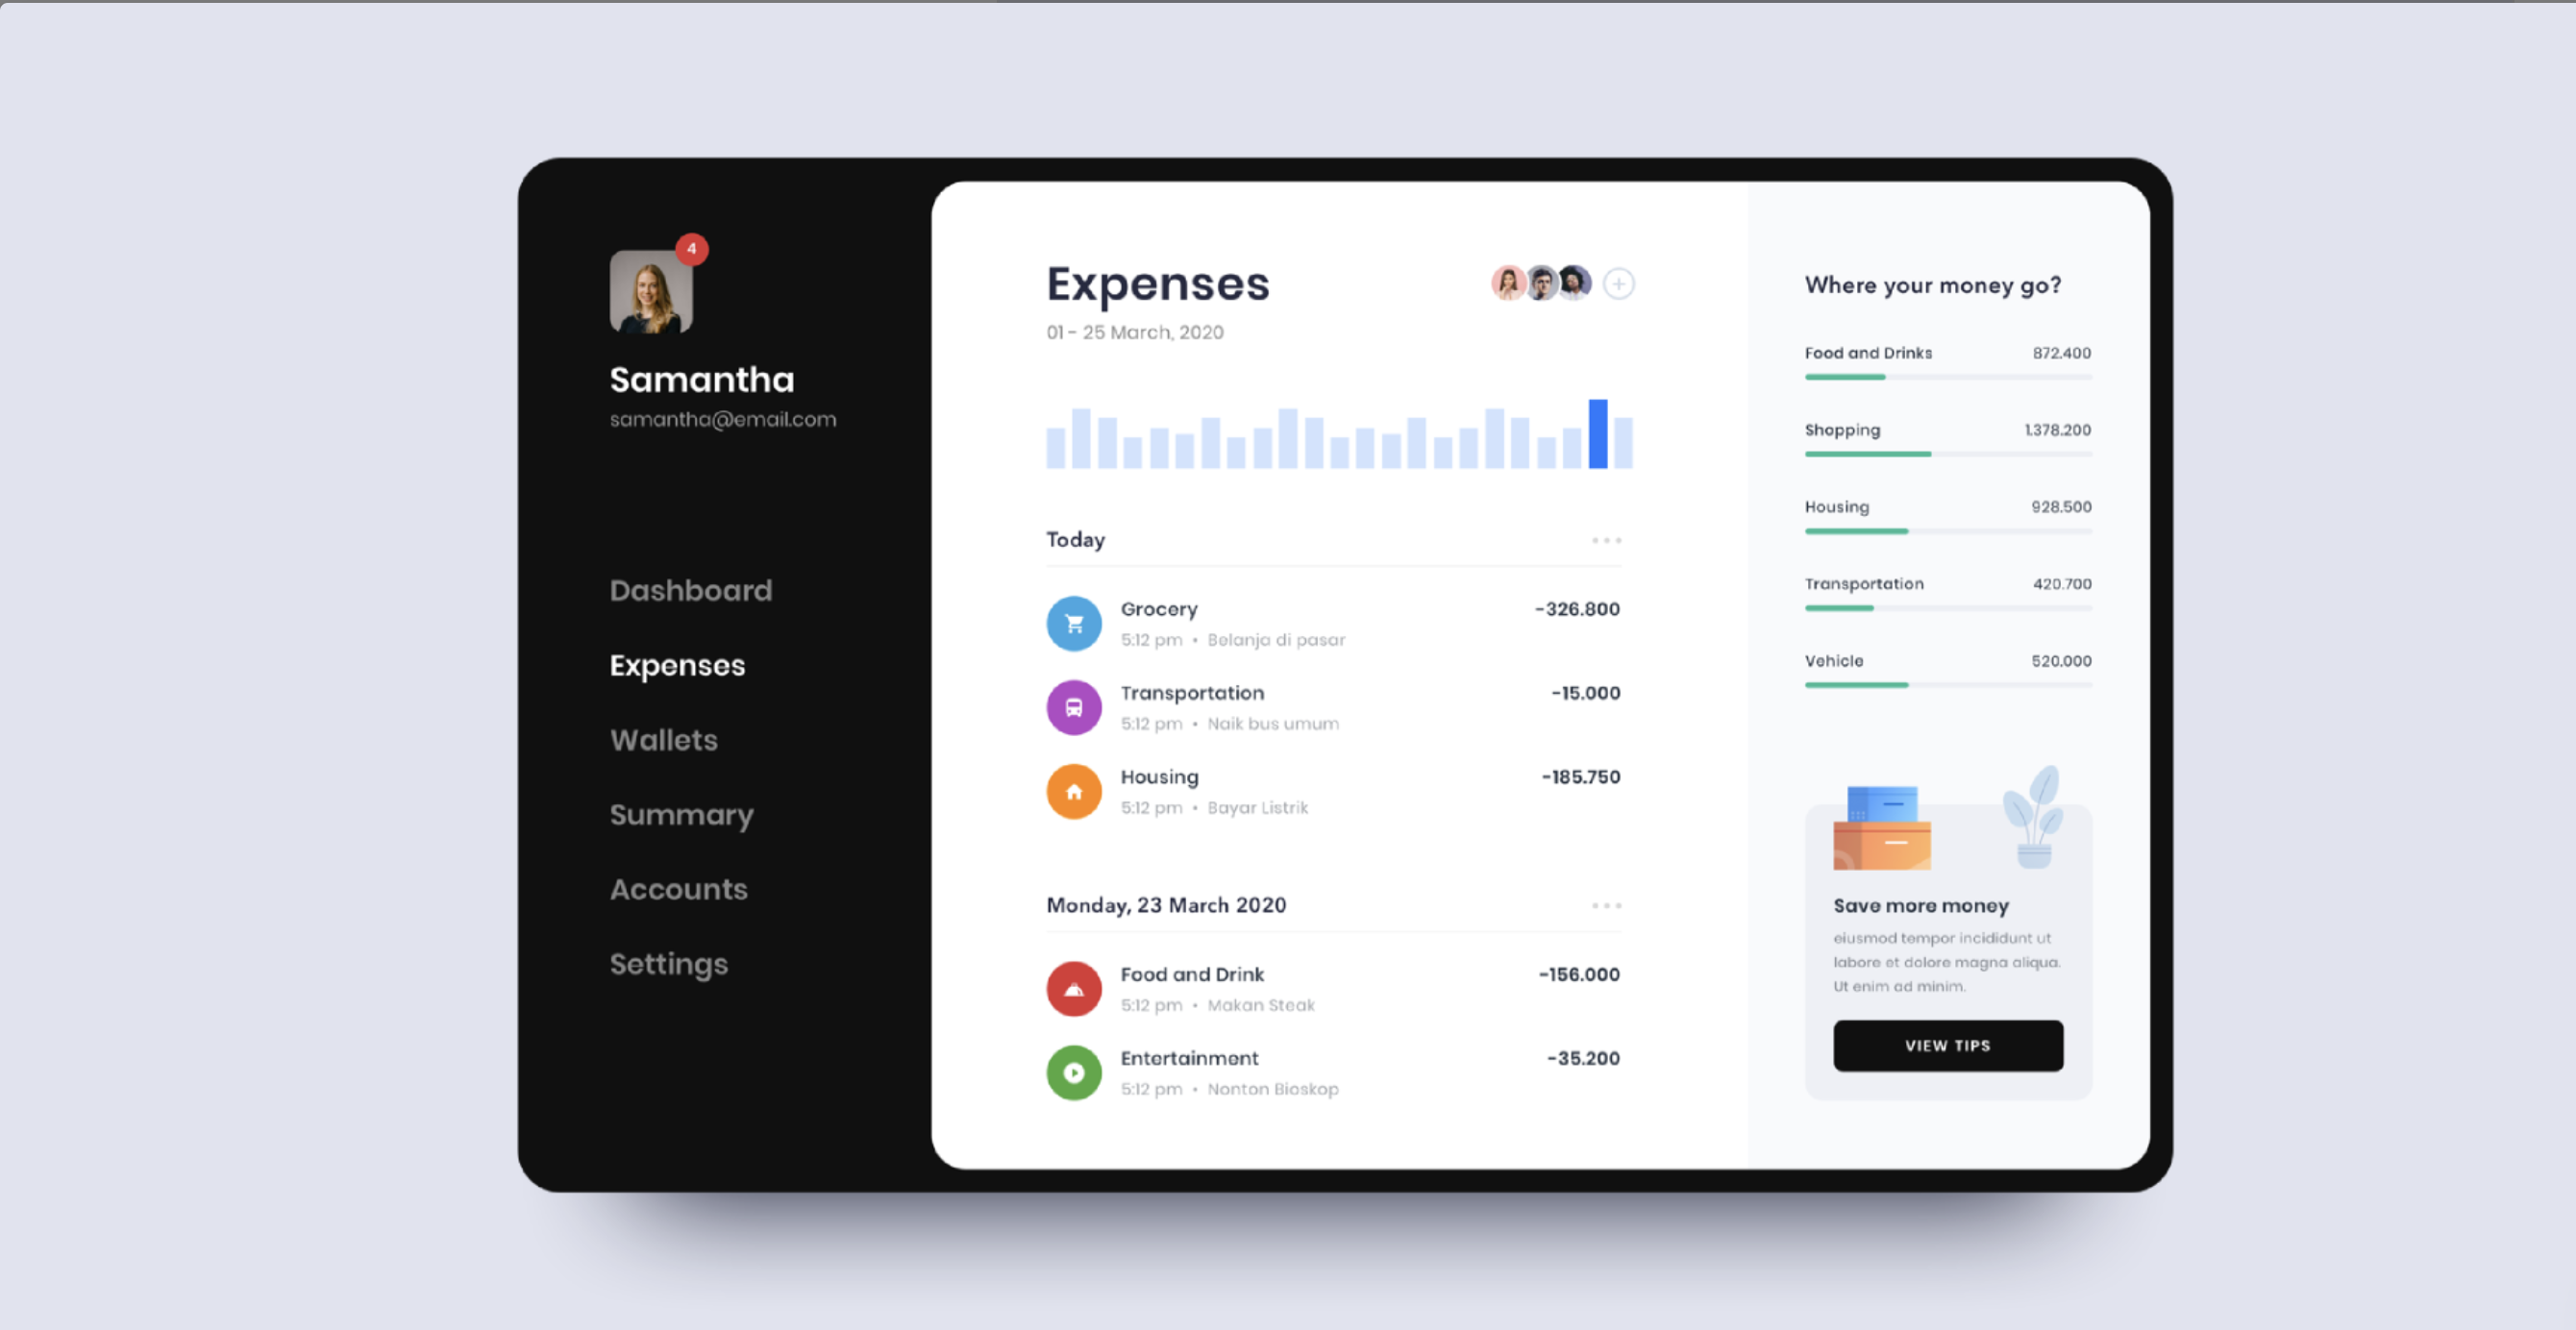 4
Samantha
samantha@email.com
Dashboard
Expenses
Wallets
Summary
Accounts
Settings
Expenses
01 - 25 March, 2020
Today
Grocery -326.800
5:12 pm • Belanja di pasar
Transportation -15.000
5:12 pm • Naik bus umum
Housing -185.750
5:12 pm • Bayar Listrik
Monday, 23 March 2020
Food and Drink -156.000
5:12 pm • Makan Steak
Entertainment -35.200
5:12 pm • Nonton Bioskop
Where your money go?
Food and Drinks 872.400
Shopping 1.378.200
Housing 928.500
Transportation 420.700
Vehicle 520.000
Save more money
eiusmod tempor incididunt ut
labore et dolore magna aliqua.
Ut enim ad minim.
VIEW TIPS